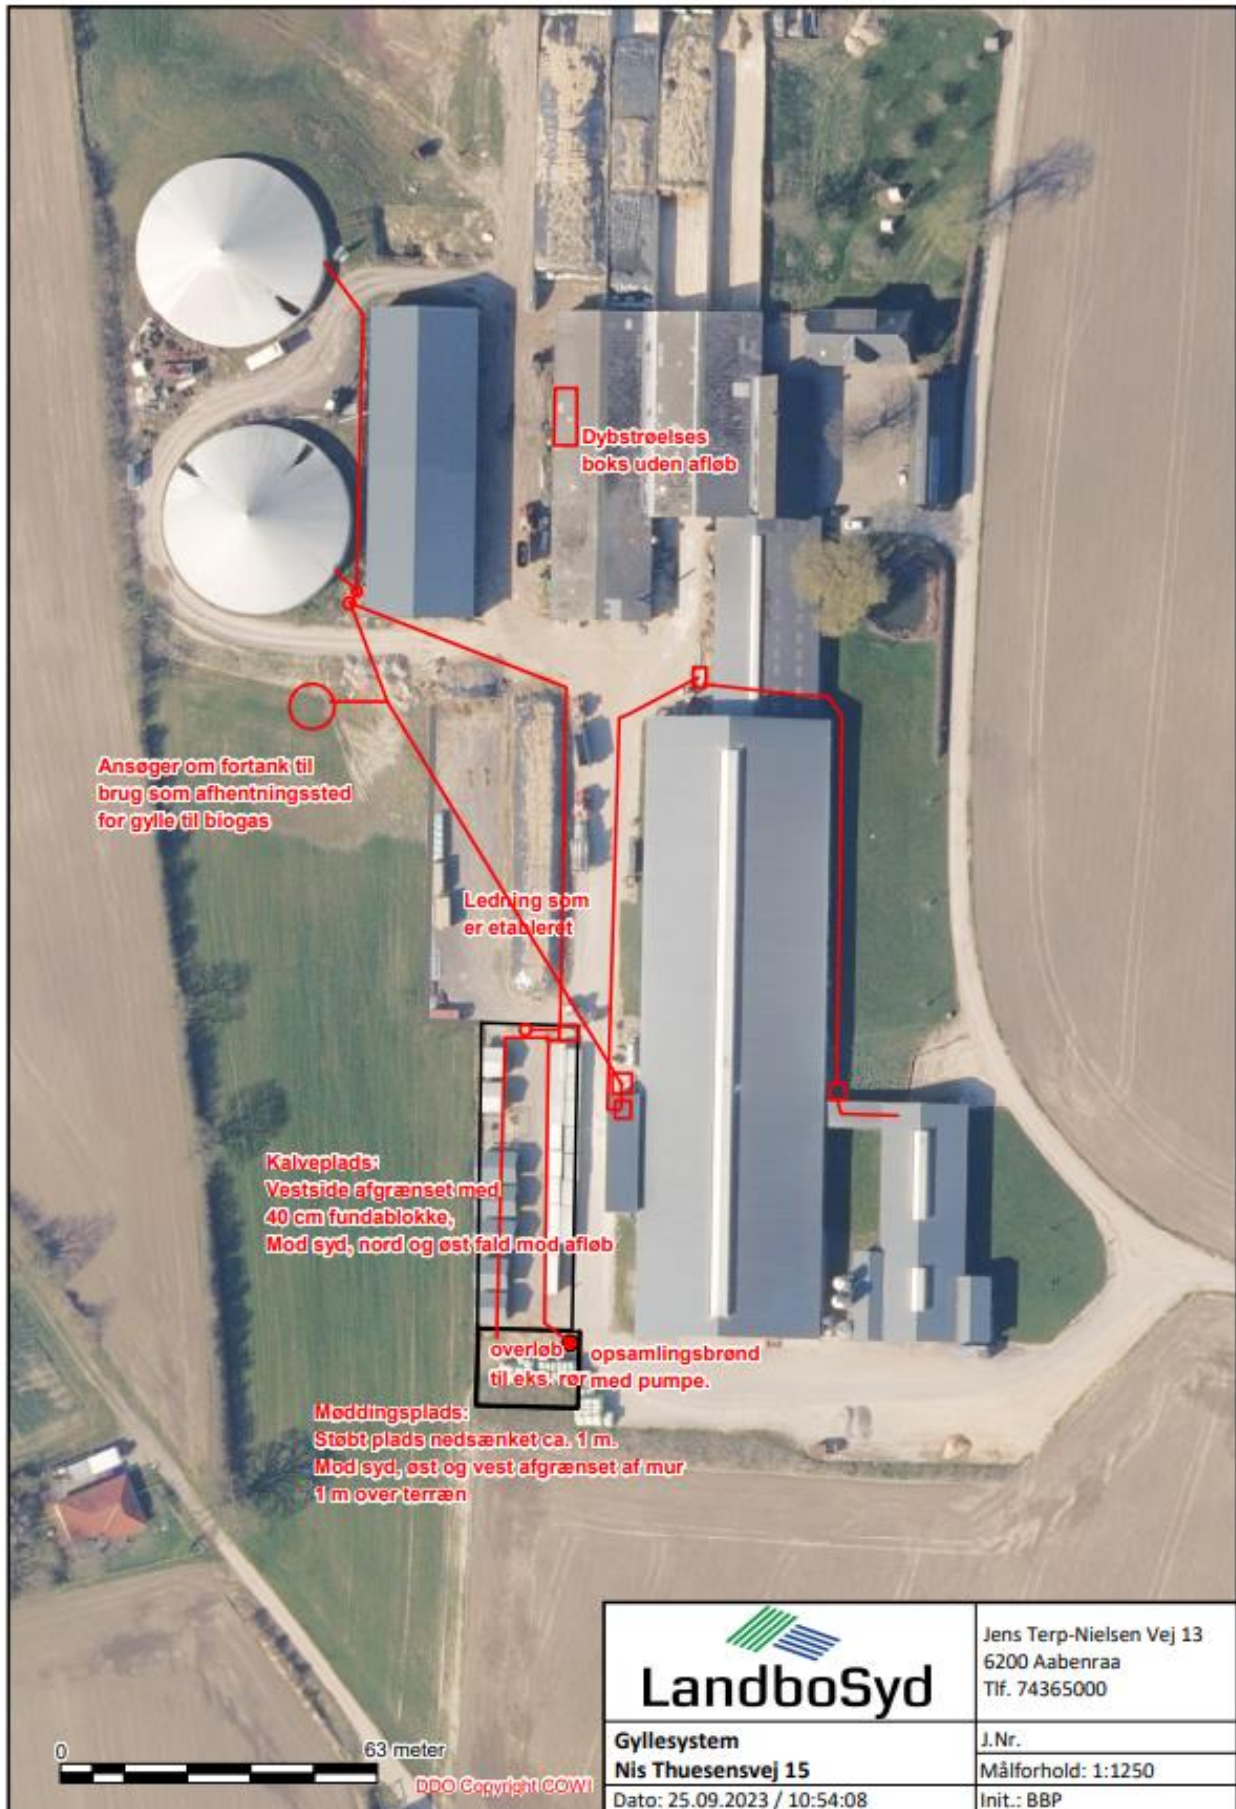 Dybstrøelses
boks uden afløb
Ansøger om fortank til
brug som afhentningssted
for gylle til biogas
Ledning som
er etableret
Kalveplads:
Vestside afgrænset med
40 cm fundablokke,
Mod syd, nord og øst fald mod afløb
overløb
til eks. rør
opsamlingsbrønd
med pumpe.
Møddingsplads:
Støbt plads nedsænket ca. 1 m.
Mod syd, øst og vest afgrænset af mur
1 m over terræn
0
63 meter
DDO Copyright COWI
LandboSyd
Jens Terp-Nielsen Vej 13
6200 Aabenraa
Tlf. 74365000
Gyllesystem
Nis Thuesensvej 15
J.Nr.
Målforhold: 1:1250
Dato: 25.09.2023 / 10:54:08
Init.: BBP